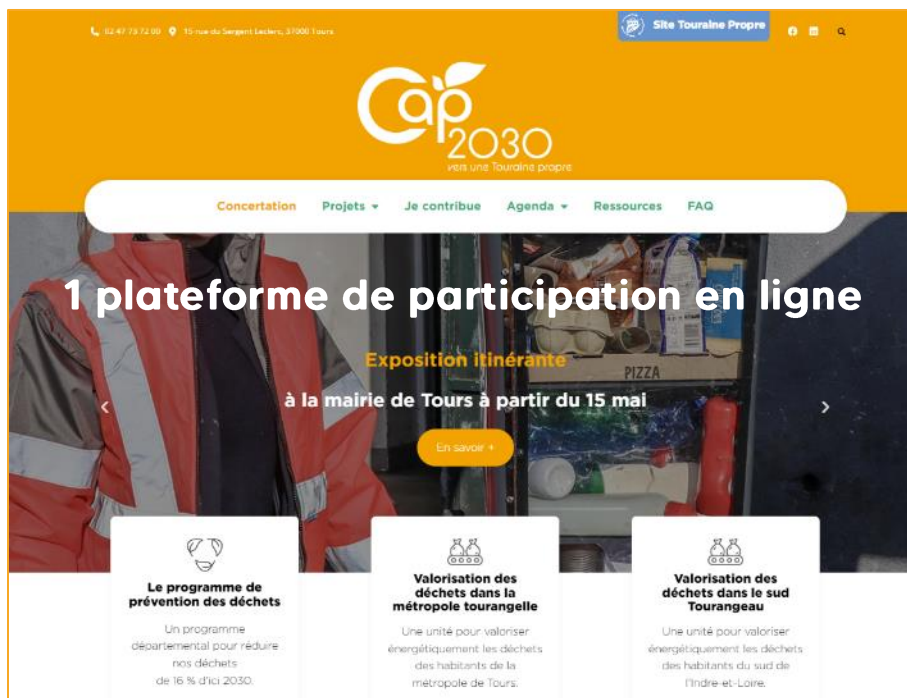 02 47 73 72 00 15 rue du Sergent Leclerc, 37000 Tours
Site Touraine Propre
Cap
2030
vers une Touraine propre
Concertation Projets Je contribue Agenda Ressources FAQ
1 plateforme de participation en ligne
Exposition itinérante
PIZZA
à la mairie de Tours à partir du 15 mai
En savoir +
Le programme de
prévention des déchets
Un programme
départemental pour réduire
nos déchets
de 16 % d'ici 2030.
Valorisation des
déchets dans la
métropole tourangelle
Une unité pour valoriser
énergétiquement les déchets
des habitants de la
métropole de Tours.
Valorisation des
déchets dans le sud
Tourangeau
Une unité pour valoriser
énergétiquement les déchets
des habitants du sud de
l'Indre-et-Loire.